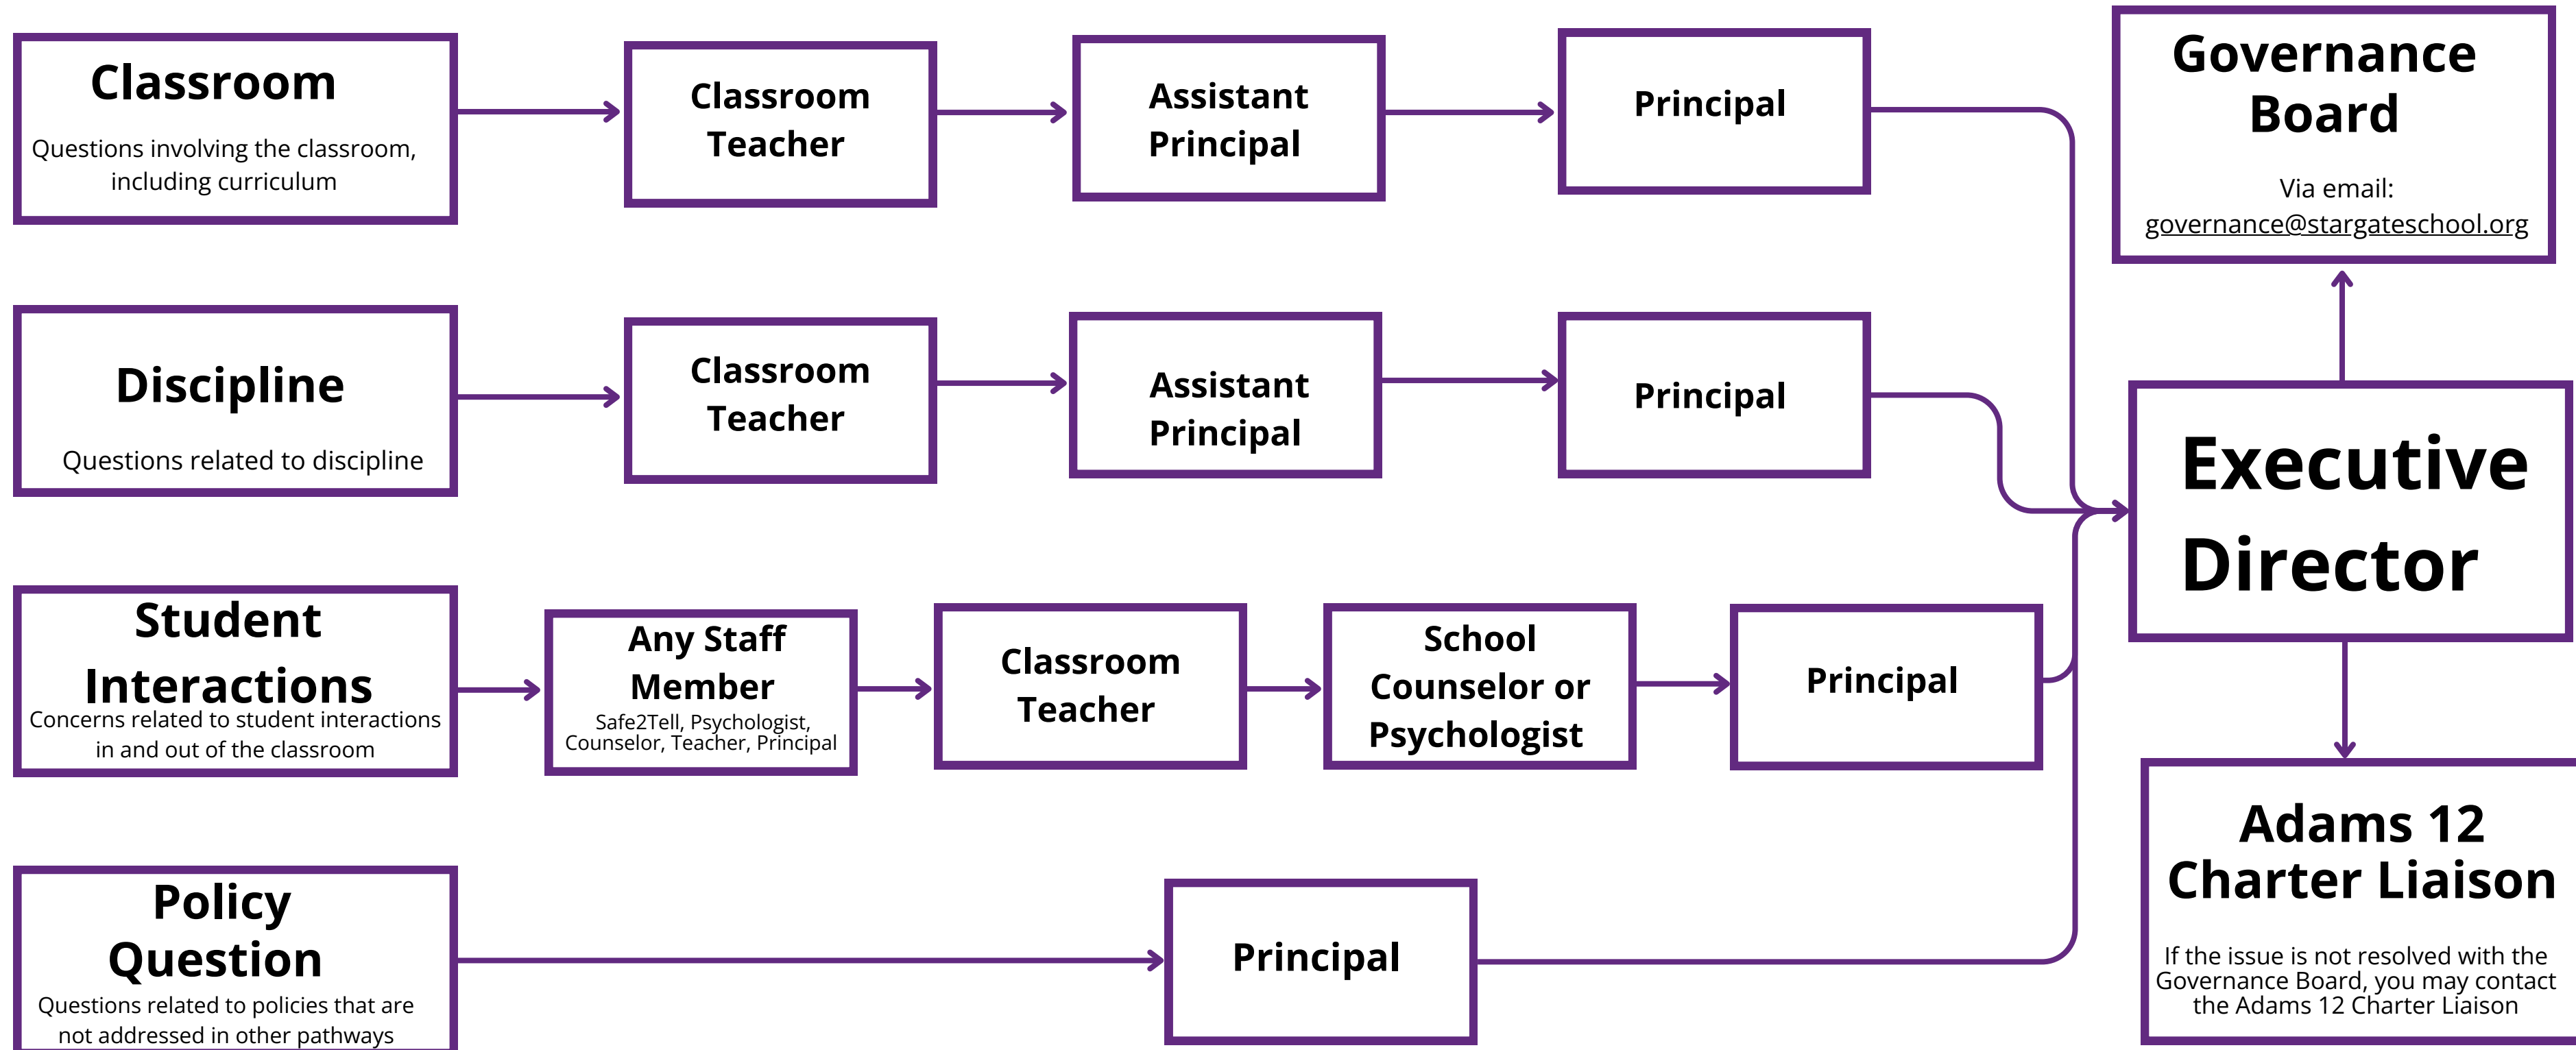 Classroom
Questions involving the classroom,
including curriculum
Classroom
Teacher
Assistant
Principal
Principal
Governance
Board
Via email:
governance@stargateschool.org
Discipline
Questions related to discipline
Classroom
Teacher
Assistant
Principal
Principal
Executive
Director
Student
Interactions
Concerns related to student interactions
in and out of the classroom
Any Staff
Member
Safe2Tell, Psychologist,
Counselor, Teacher, Principal
Classroom
Teacher
School
Counselor or
Psychologist
Principal
Policy
Question
Questions related to policies that are
not addressed in other pathways
Principal
Adams 12
Charter Liaison
If the issue is not resolved with the
Governance Board, you may contact
the Adams 12 Charter Liaison